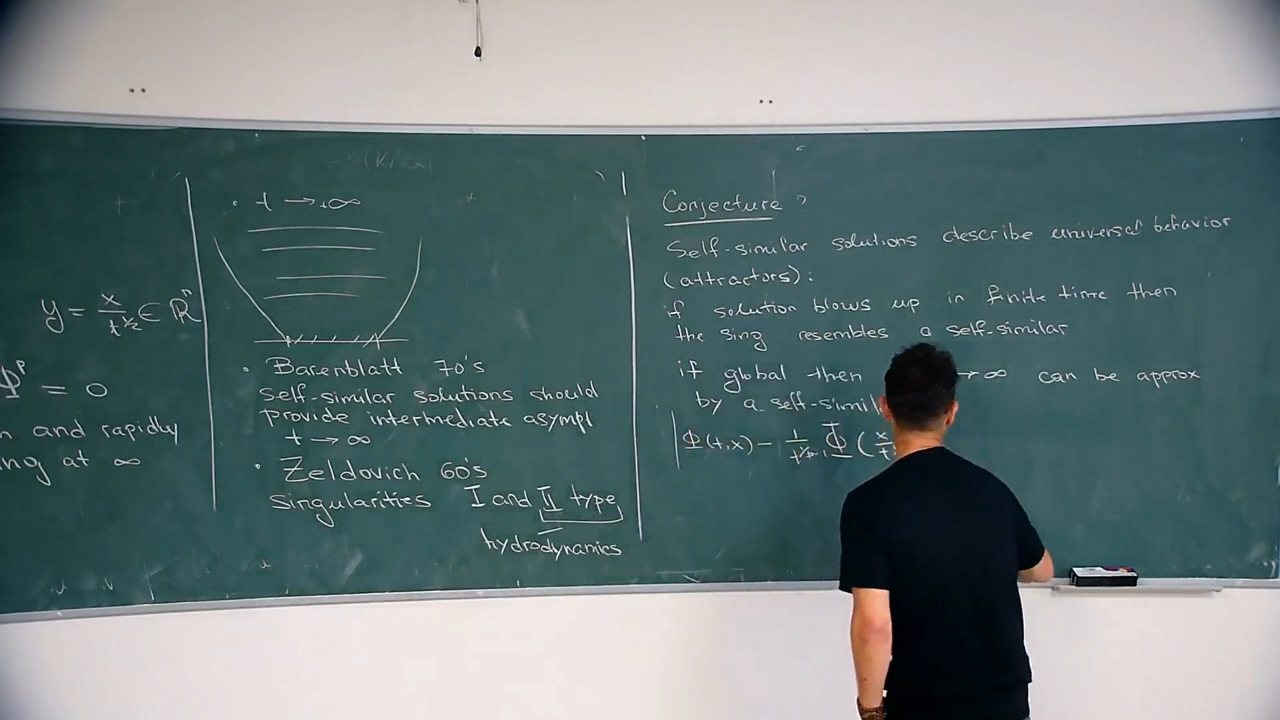 y = x/t^½ ∈ ℝⁿ
Φᵖ = 0
and rapidly
at ∞
• t → +∞
• Barenblatt 70's
self-similar solutions should
provide intermediate asympt
t → ∞
• Zeldovich 60's
singularities I and II type
hydrodynamics
Conjecture ?
Self-similar solutions describe universal behavior
(attractors):
if solution blows up in finite time then
the sing resembles a self-similar
if global then → ∞ can be approx
by a self-simil
| Φ(t,x) − Φ (x